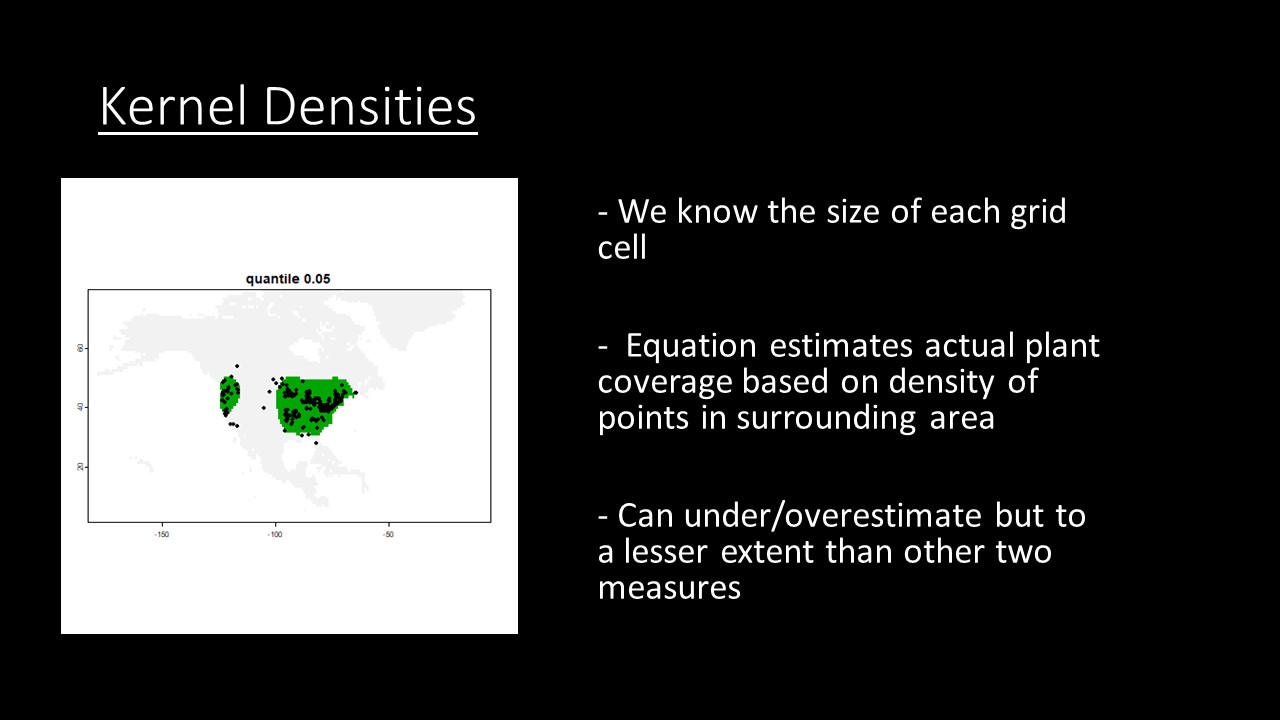 Kernel Densities
quantile 0.05
60
40
20
-150
-100
-50
- We know the size of each grid
cell
- Equation estimates actual plant
coverage based on density of
points in surrounding area
- Can under/overestimate but to
a lesser extent than other two
measures